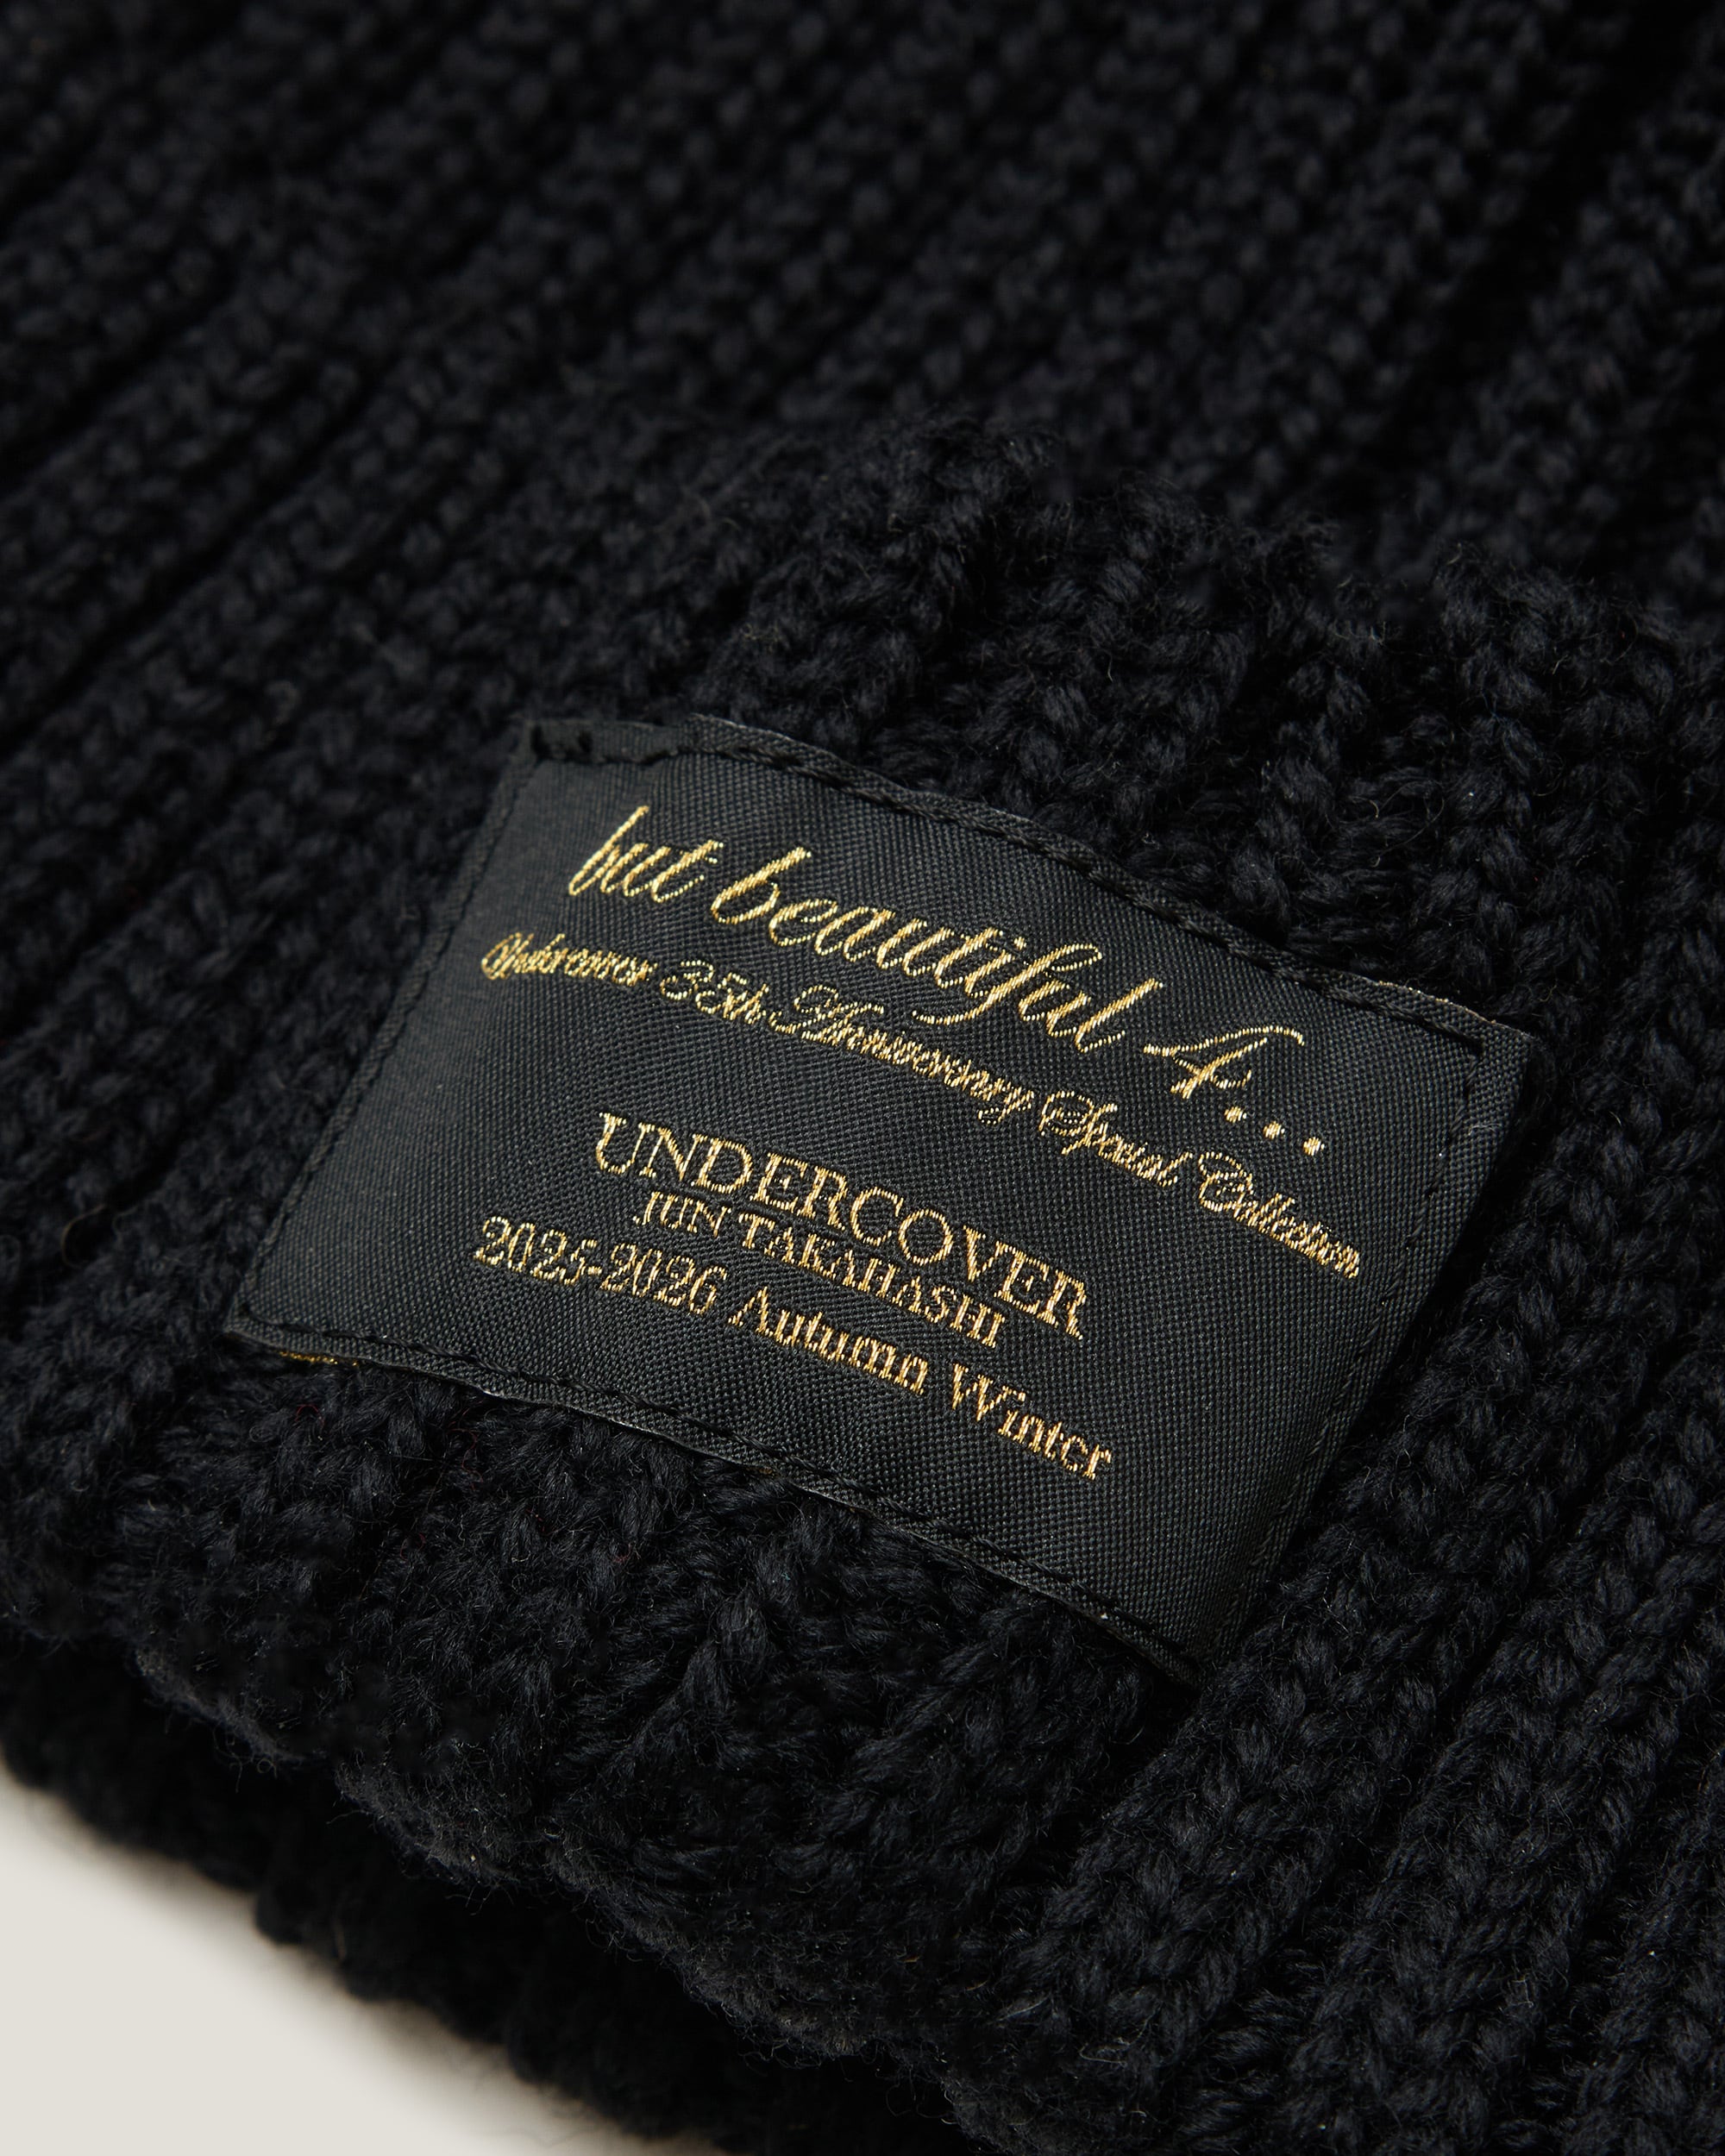 but beautiful 4...
Undercover 35th Anniversary Special Collection
UNDERCOVER
JUN TAKAHASHI
2025-2026 Autumn Winter